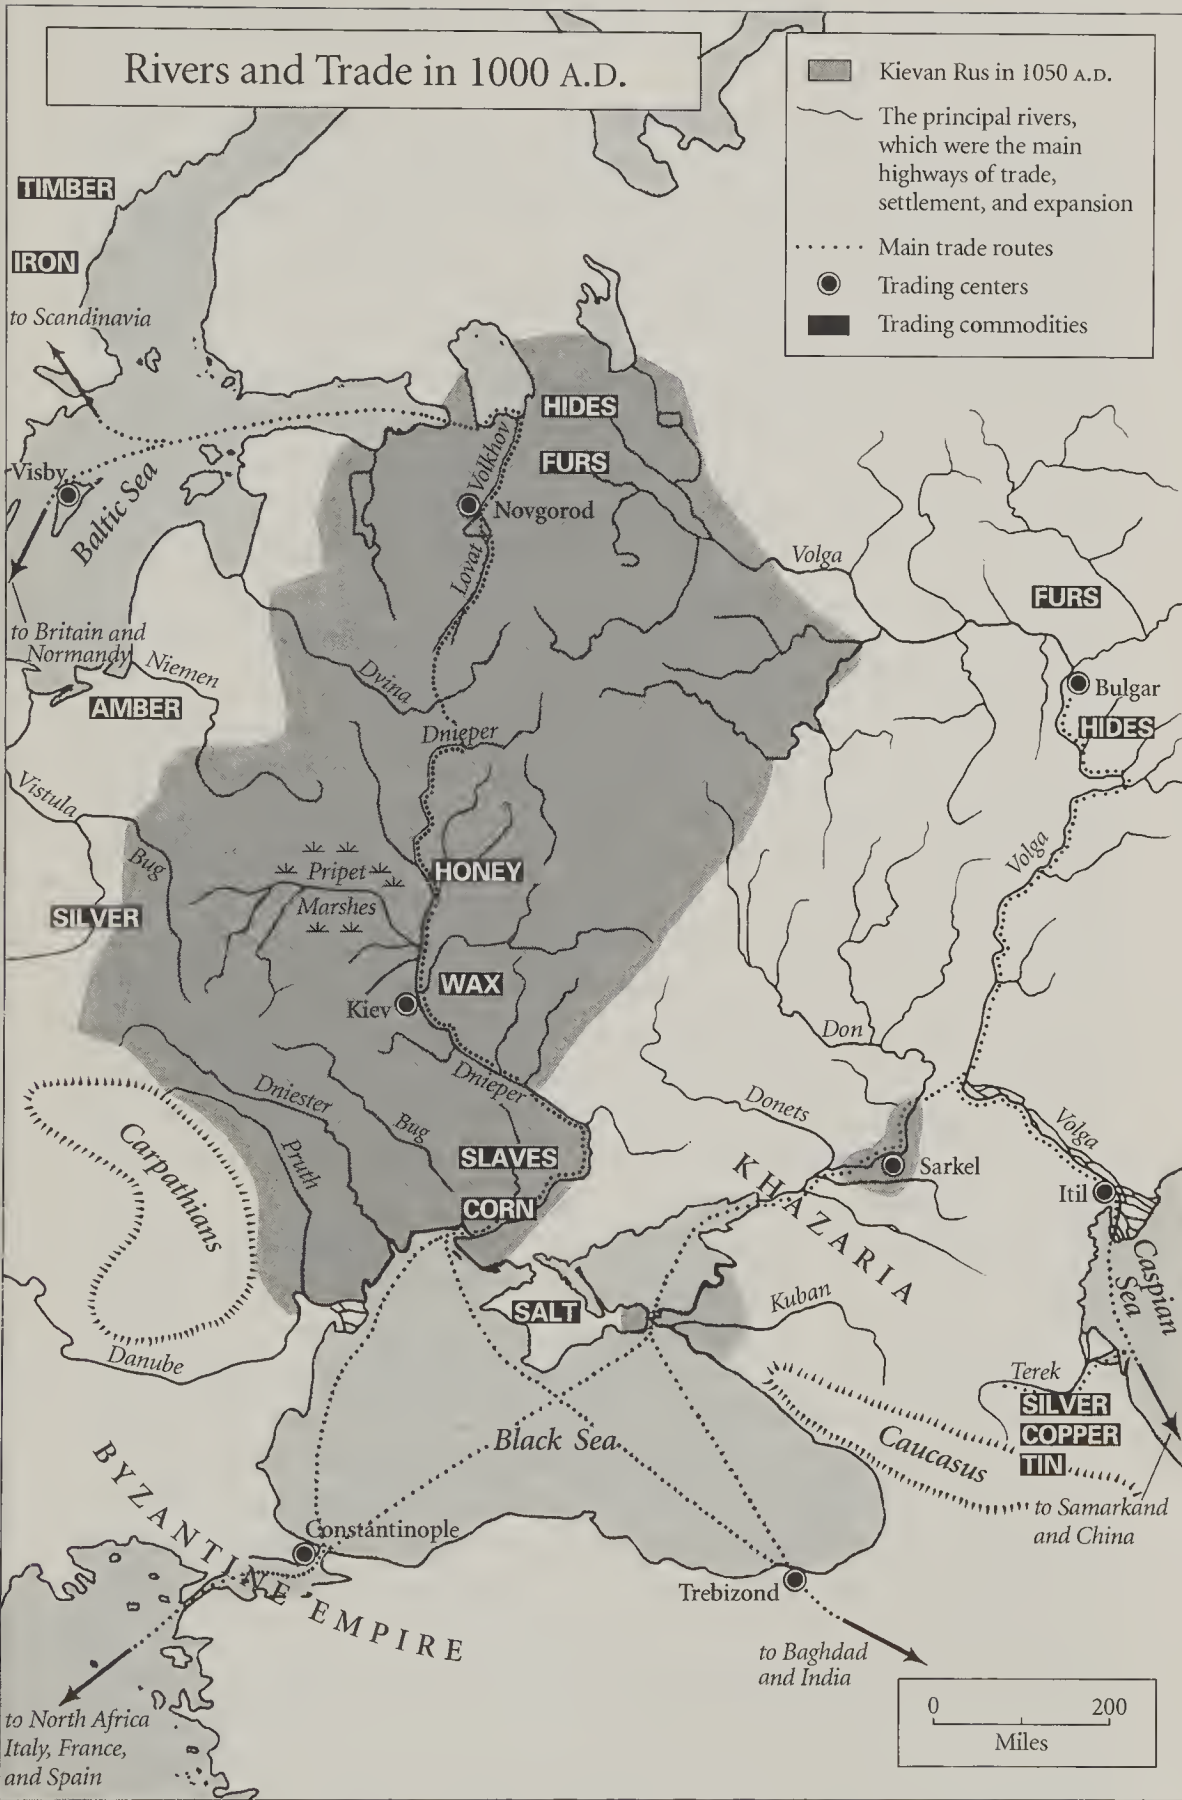 Rivers and Trade in 1000 A.D.
Kievan Rus in 1050 A.D.
The principal rivers,
which were the main
highways of trade,
settlement, and expansion
Main trade routes
Trading centers
Trading commodities
TIMBER
IRON
to Scandinavia
HIDES
FURS
Volkhov
Visby
Baltic Sea
Novgorod
Lovat
Volga
FURS
to Britain and
Normandy
Niemen
Dvina
AMBER
Bulgar
HIDES
Dnieper
Vistula
Bug
Pripet
Marshes
HONEY
Volga
SILVER
WAX
Kiev
Don
Dnieper
Dniester
Bug
Donets
Volga
Carpathians
Pruth
SLAVES
Sarkel
Itil
CORN
KHAZARIA
Caspian
Sea
SALT
Kuban
Danube
Terek
SILVER
COPPER
TIN
Caucasus
Black Sea
to Samarkand
and China
BYZANTINE EMPIRE
Constantinople
Trebizond
to Baghdad
and India
to North Africa
Italy, France,
and Spain
0 200
Miles